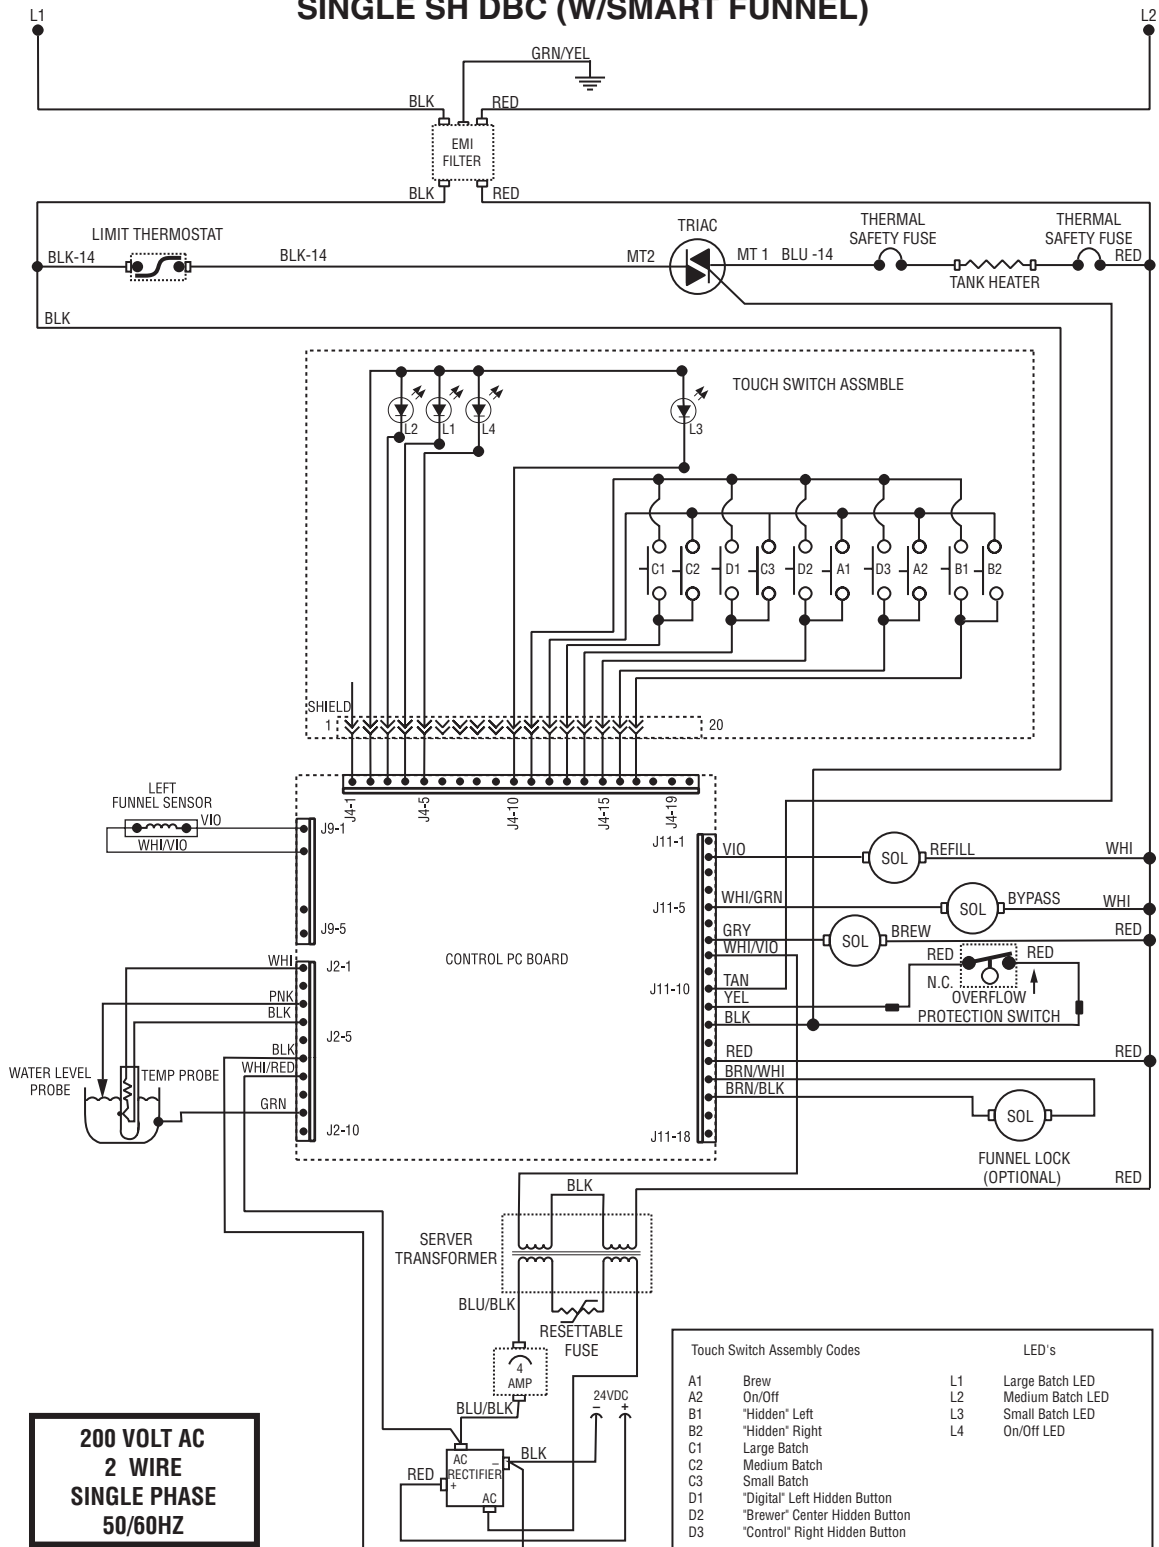 SINGLE SH DBC (W/SMART FUNNEL)
L1
L2
GRN/YEL
BLK
RED
EMI
FILTER
BLK
RED
LIMIT THERMOSTAT
TRIAC
THERMAL
SAFETY FUSE
THERMAL
SAFETY FUSE
BLK-14
BLK-14
MT2
MT 1
BLU -14
RED
TANK HEATER
BLK
TOUCH SWITCH ASSMBLE
L2
L1
L4
L3
C1
C2
D1
C3
D2
A1
D3
A2
B1
B2
SHIELD
1
20
J4-1
J4-5
J4-10
J4-15
J4-19
LEFT
FUNNEL SENSOR
VIO
WHI/VIO
J9-1
J9-5
CONTROL PC BOARD
J11-1
VIO
SOL
REFILL
WHI
J11-5
WHI/GRN
SOL
BYPASS
WHI
GRY
SOL
BREW
RED
WHI/VIO
RED
RED
N.C.
OVERFLOW
PROTECTION SWITCH
J11-10
TAN
YEL
BLK
RED
RED
BRN/WHI
BRN/BLK
SOL
J11-18
FUNNEL LOCK
(OPTIONAL)
RED
WHI
J2-1
PNK
BLK
J2-5
BLK
WHI/RED
GRN
J2-10
WATER LEVEL
PROBE
TEMP PROBE
BLK
SERVER
TRANSFORMER
BLU/BLK
RESETTABLE
FUSE
4
AMP
BLU/BLK
24VDC
- +
BLK
AC
RECTIFIER
-
+
AC
RED
200 VOLT AC
2 WIRE
SINGLE PHASE
50/60HZ
Touch Switch Assembly Codes LED's
A1 Brew L1 Large Batch LED
A2 On/Off L2 Medium Batch LED
B1 "Hidden" Left L3 Small Batch LED
B2 "Hidden" Right L4 On/Off LED
C1 Large Batch
C2 Medium Batch
C3 Small Batch
D1 "Digital" Left Hidden Button
D2 "Brewer" Center Hidden Button
D3 "Control" Right Hidden Button